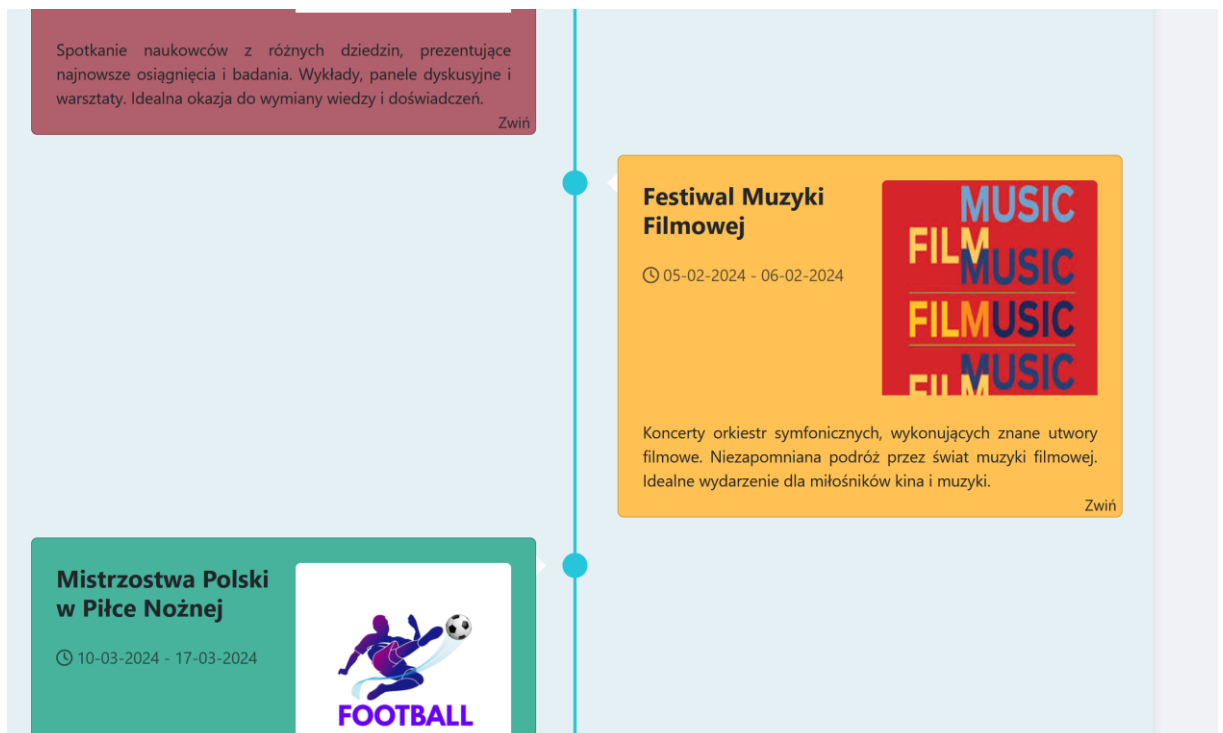 Spotkanie naukowców z różnych dziedzin, prezentujące
najnowsze osiągnięcia i badania. Wykłady, panele dyskusyjne i
warsztaty. Idealna okazja do wymiany wiedzy i doświadczeń.
Zwiń
Festiwal Muzyki
Filmowej
05-02-2024 - 06-02-2024
MUSIC
FILM
MUSIC
FILMUSIC
MUSIC
FILM
Koncerty orkiestr symfonicznych, wykonujących znane utwory
filmowe. Niezapomniana podróż przez świat muzyki filmowej.
Idealne wydarzenie dla miłośników kina i muzyki.
Zwiń
Mistrzostwa Polski
w Piłce Nożnej
10-03-2024 - 17-03-2024
FOOTBALL